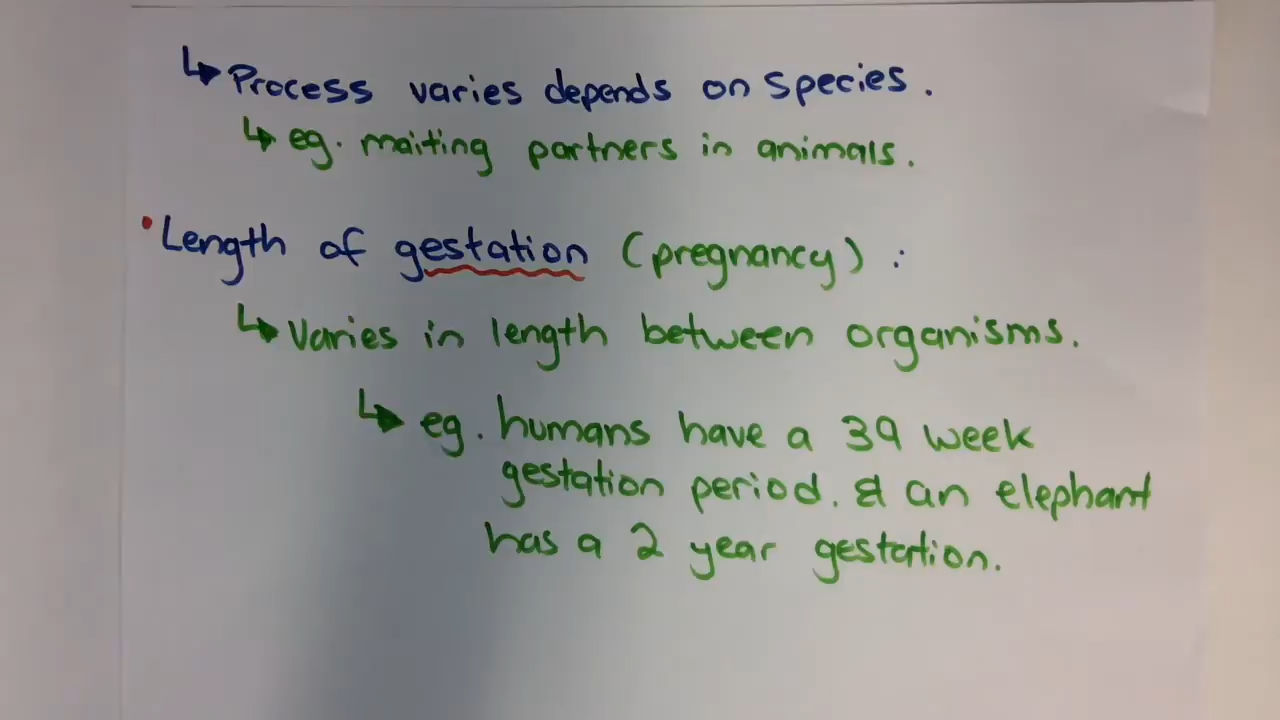 ↳ Process varies depends on species.
↳ eg. maiting partners in animals.
• Length of gestation (pregnancy) :
↳ Varies in length between organisms.
↳ eg. humans have a 39 week
gestation period. & an elephant
has a 2 year gestation.